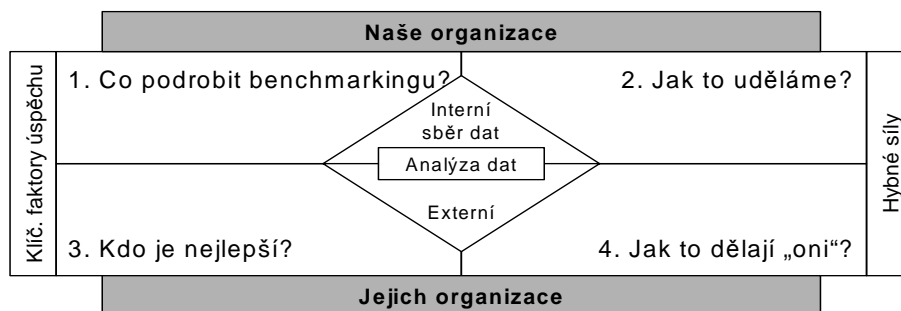 Naše organizace
Klíč. faktory úspěchu
1. Co podrobit benchmarkingu?
2. Jak to uděláme?
Hybné síly
Interní
sběr dat
Analýza dat
Externí
3. Kdo je nejlepší?
4. Jak to dělají „oni“?
Jejich organizace